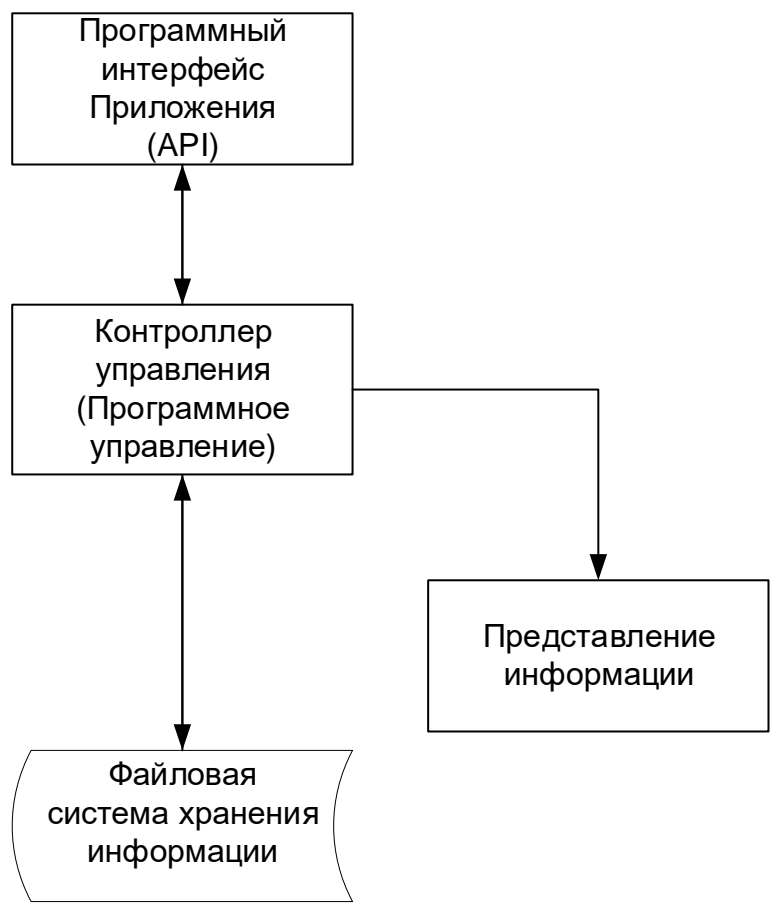 Программный
интерфейс
Приложения
(API)
Контроллер
управления
(Программное
управление)
Представление
информации
Файловая
система хранения
информации